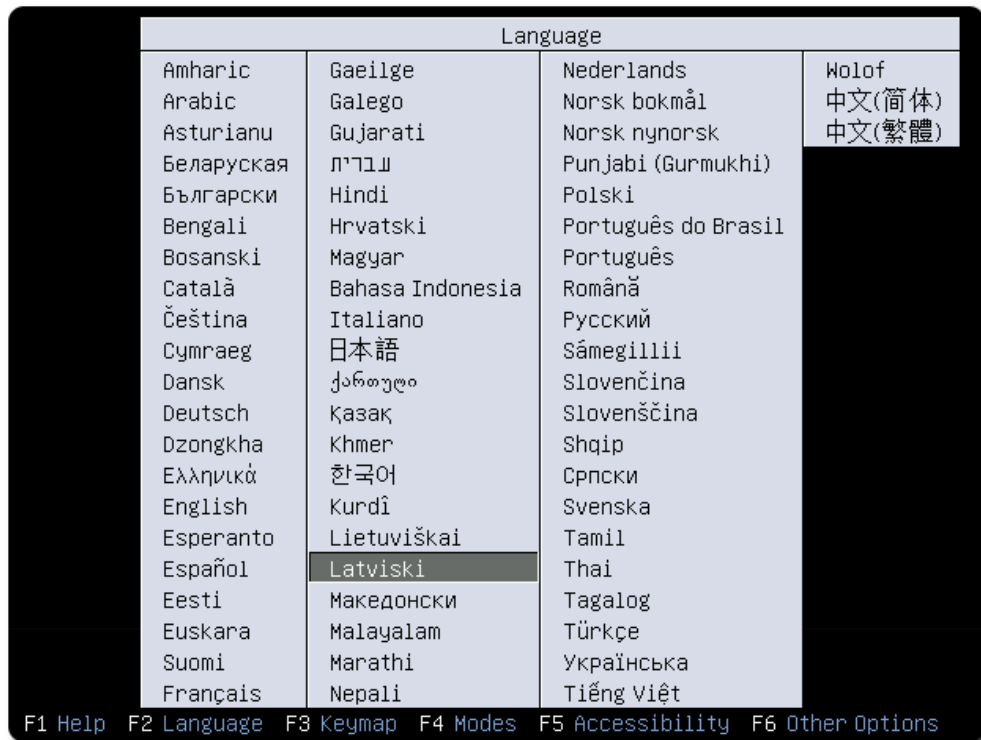 Language
Amharic
Arabic
Asturianu
Беларуская
Български
Bengali
Bosanski
Català
Čeština
Cymraeg
Dansk
Deutsch
Dzongkha
Ελληνικά
English
Esperanto
Español
Eesti
Euskara
Suomi
Français
Gaeilge
Galego
Gujarati
עברית
Hindi
Hrvatski
Magyar
Bahasa Indonesia
Italiano
日本語
ქართული
Қазақ
Khmer
한국어
Kurdî
Lietuviškai
Latviski
Македонски
Malayalam
Marathi
Nepali
Nederlands
Norsk bokmål
Norsk nynorsk
Punjabi (Gurmukhi)
Polski
Português do Brasil
Português
Română
Русский
Sámegillii
Slovenčina
Slovenščina
Shqip
Српски
Svenska
Tamil
Thai
Tagalog
Türkçe
Українська
Tiếng Việt
Wolof
中文(简体)
中文(繁體)
F1 Help F2 Language F3 Keymap F4 Modes F5 Accessibility F6 Other Options